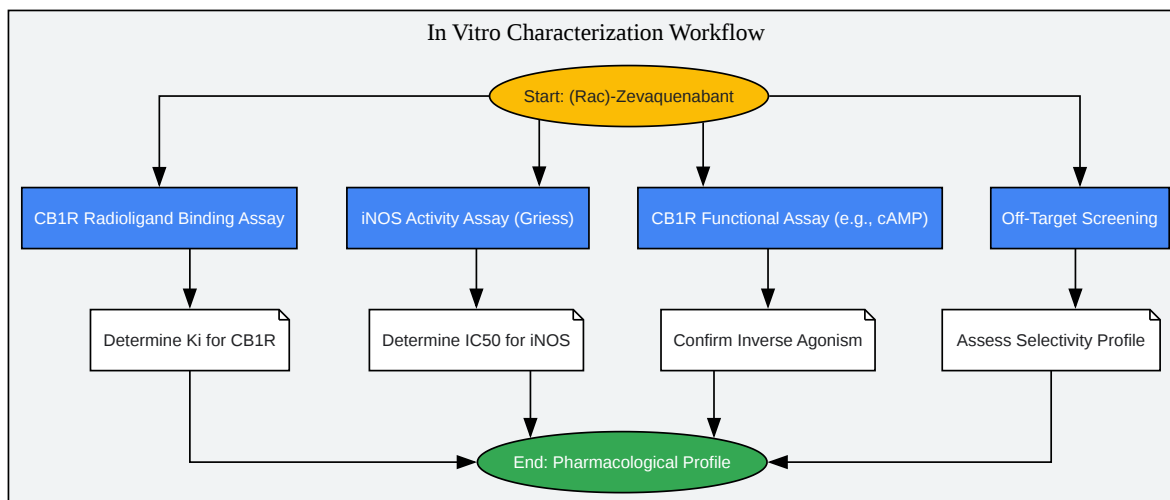 In Vitro Characterization Workflow
Start: (Rac)-Zevaquenabant
CB1R Radioligand Binding Assay
iNOS Activity Assay (Griess)
CB1R Functional Assay (e.g., cAMP)
Off-Target Screening
Determine Ki for CB1R
Determine IC50 for iNOS
Confirm Inverse Agonism
Assess Selectivity Profile
End: Pharmacological Profile